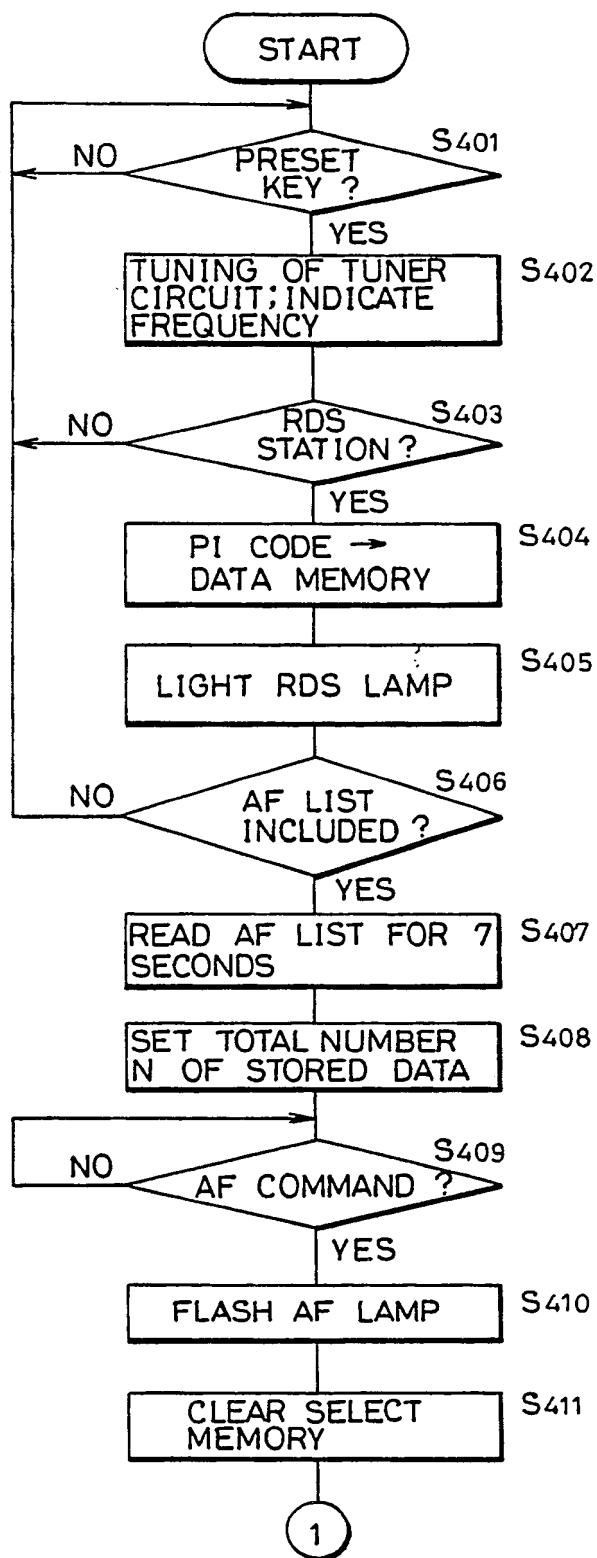 START
S401
NO
PRESET
KEY ?
YES
TUNING OF TUNER
CIRCUIT;INDICATE
FREQUENCY
S402
S403
NO
RDS
STATION ?
YES
PI CODE →
DATA MEMORY
S404
LIGHT RDS LAMP
S405
S406
NO
AF LIST
INCLUDED ?
YES
READ AF LIST FOR 7
SECONDS
S407
SET TOTAL NUMBER
N OF STORED DATA
S408
S409
NO
AF COMMAND ?
YES
FLASH AF LAMP
S410
CLEAR SELECT
MEMORY
S411
1